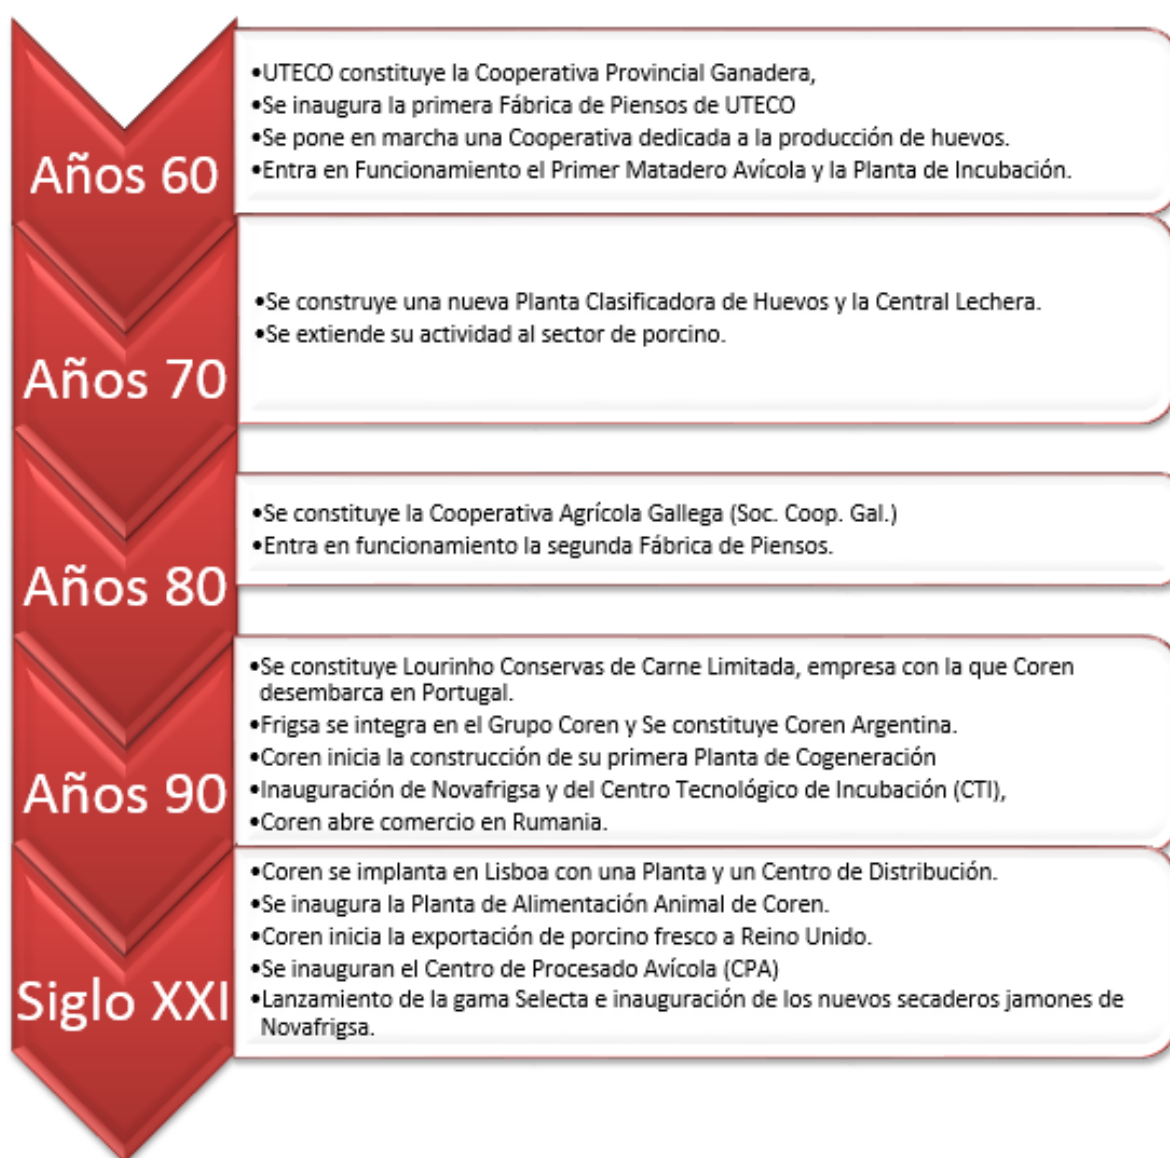 Años 60
•UTECO constituye la Cooperativa Provincial Ganadera,
•Se inaugura la primera Fábrica de Piensos de UTECO
•Se pone en marcha una Cooperativa dedicada a la producción de huevos.
•Entra en Funcionamiento el Primer Matadero Avícola y la Planta de Incubación.
Años 70
•Se construye una nueva Planta Clasificadora de Huevos y la Central Lechera.
•Se extiende su actividad al sector de porcino.
Años 80
•Se constituye la Cooperativa Agrícola Gallega (Soc. Coop. Gal.)
•Entra en funcionamiento la segunda Fábrica de Piensos.
Años 90
•Se constituye Lourinho Conservas de Carne Limitada, empresa con la que Coren
desembarca en Portugal.
•Frigsa se integra en el Grupo Coren y Se constituye Coren Argentina.
•Coren inicia la construcción de su primera Planta de Cogeneración
•Inauguración de Novafrigsa y del Centro Tecnológico de Incubación (CTI),
•Coren abre comercio en Rumania.
Siglo XXI
•Coren se implanta en Lisboa con una Planta y un Centro de Distribución.
•Se inaugura la Planta de Alimentación Animal de Coren.
•Coren inicia la exportación de porcino fresco a Reino Unido.
•Se inauguran el Centro de Procesado Avícola (CPA)
•Lanzamiento de la gama Selecta e inauguración de los nuevos secaderos jamones de
Novafrigsa.